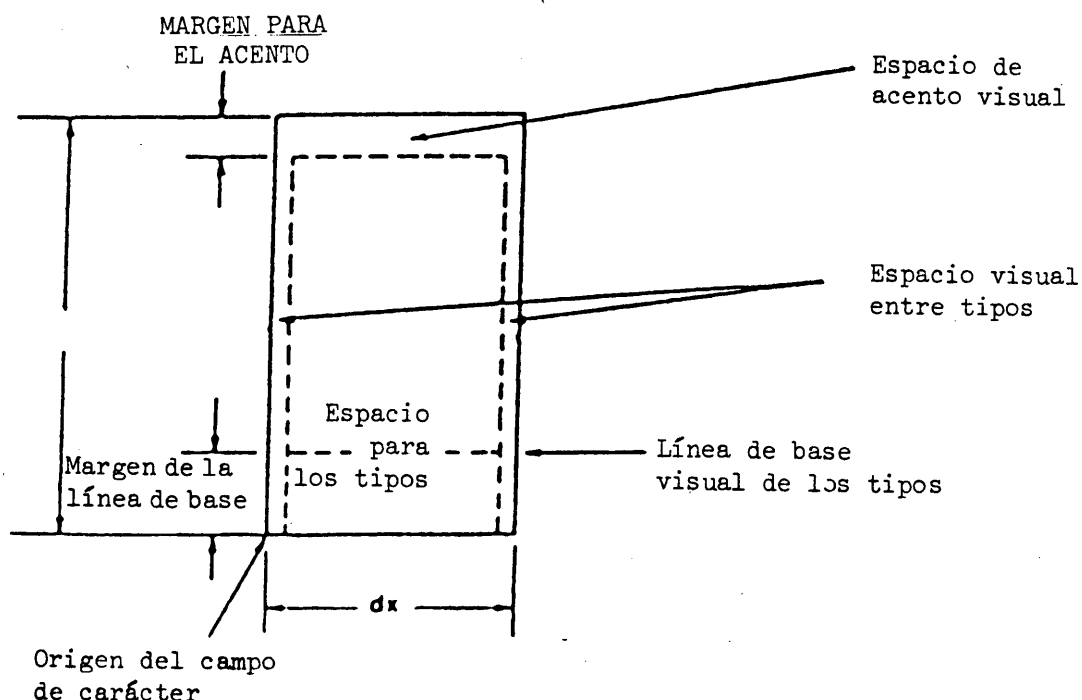 MARGEN PARA
EL ACENTO
Espacio de
acento visual
Espacio visual
entre tipos
Espacio
para
los tipos
Margen de la
línea de base
Línea de base
visual de los tipos
dx
Origen del campo
de carácter